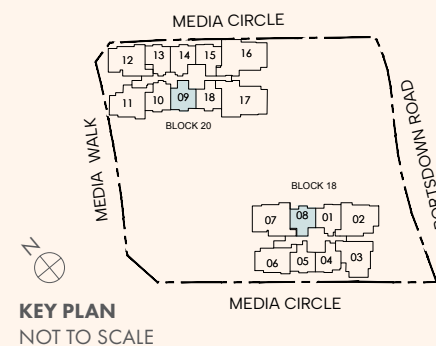 MEDIA CIRCLE
12 13 14 15 16
11 10 09 18 17
BLOCK 20
MEDIA WALK
PORTSDOWN ROAD
BLOCK 18
07 08 01 02
06 05 04 03
N
MEDIA CIRCLE
KEY PLAN
NOT TO SCALE